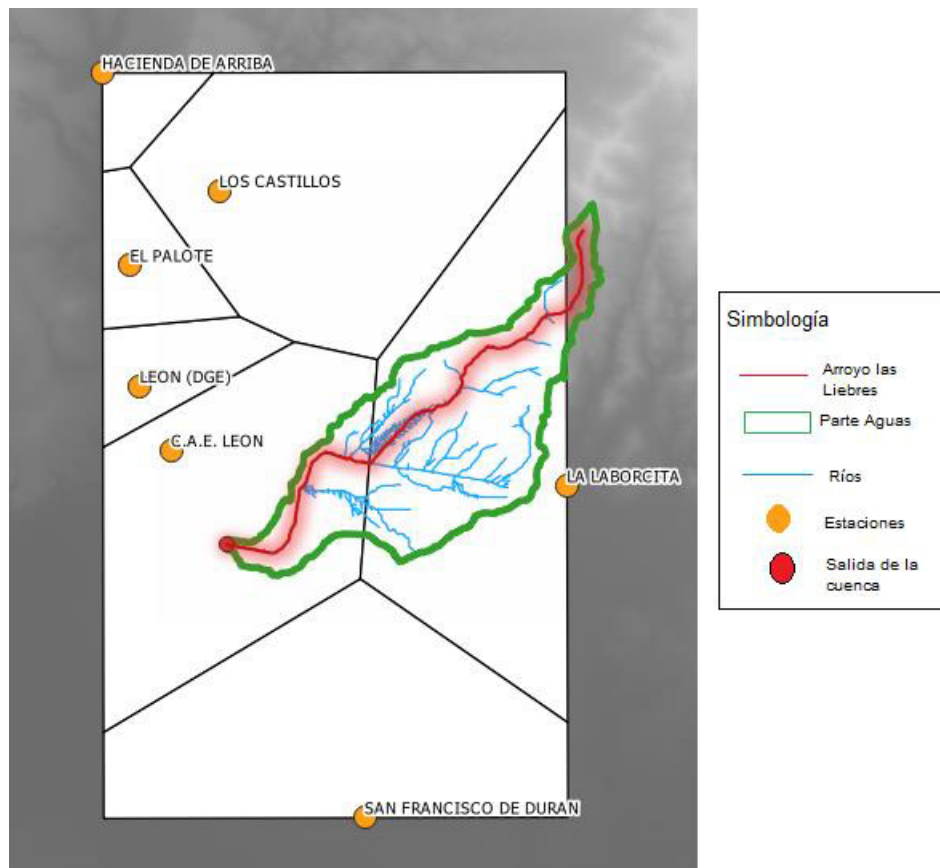 HACIENDA DE ARRIBA
LOS CASTILLOS
EL PALOTE
LEON (DGE)
C.A.E. LEON
LA LABORCITA
SAN FRANCISCO DE DURAN
Simbología
Arroyo las
Liebres
Parte Aguas
Ríos
Estaciones
Salida de la
cuenca